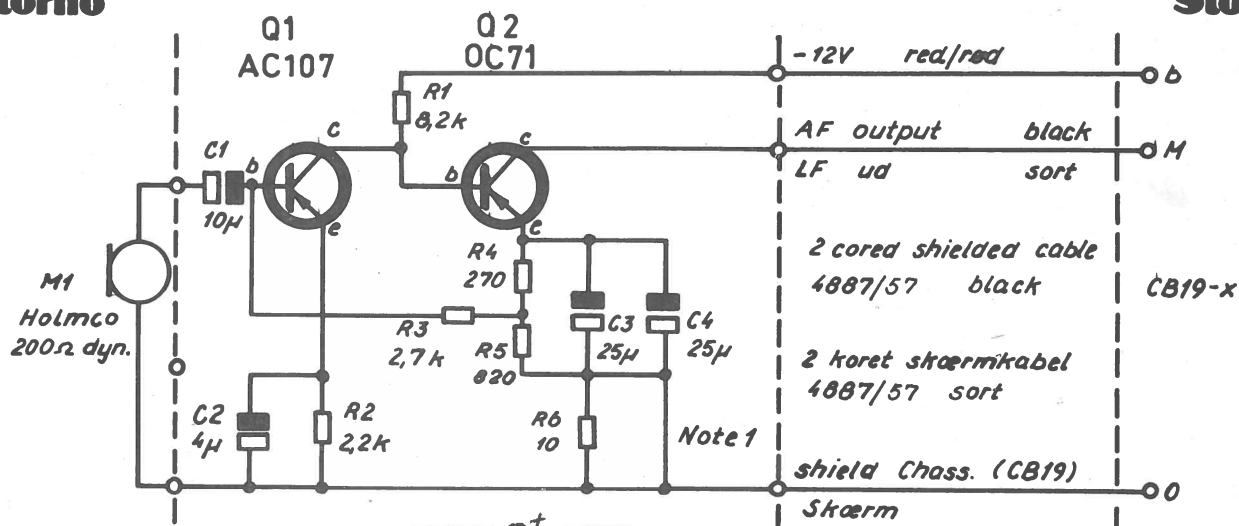 Q1
AC107
Q2
OC71
-12V red/rød
b
R1
8,2k
AF output black
LF ud sort
M
C1
10µ
b
c
e
b
c
e
M1
Holmco
200Ω dyn.
R4
270
R3
2,7k
R5
820
C3
25µ
C4
25µ
2 cored shielded cable
4887/57 black
CB19-x
2 koret skærmkabel
4887/57 sort
C2
4µ
R2
2,2k
R6
10
Note 1
shield Chass. (CB19)
Skærm
0